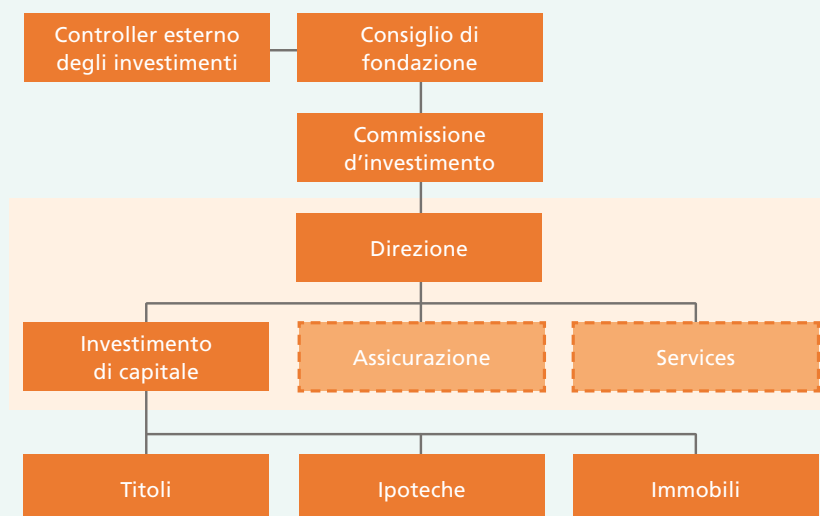 Controller esterno
degli investimenti
Consiglio di
fondazione
Commissione
d’investimento
Direzione
Investimento
di capitale
Assicurazione
Services
Titoli
Ipoteche
Immobili